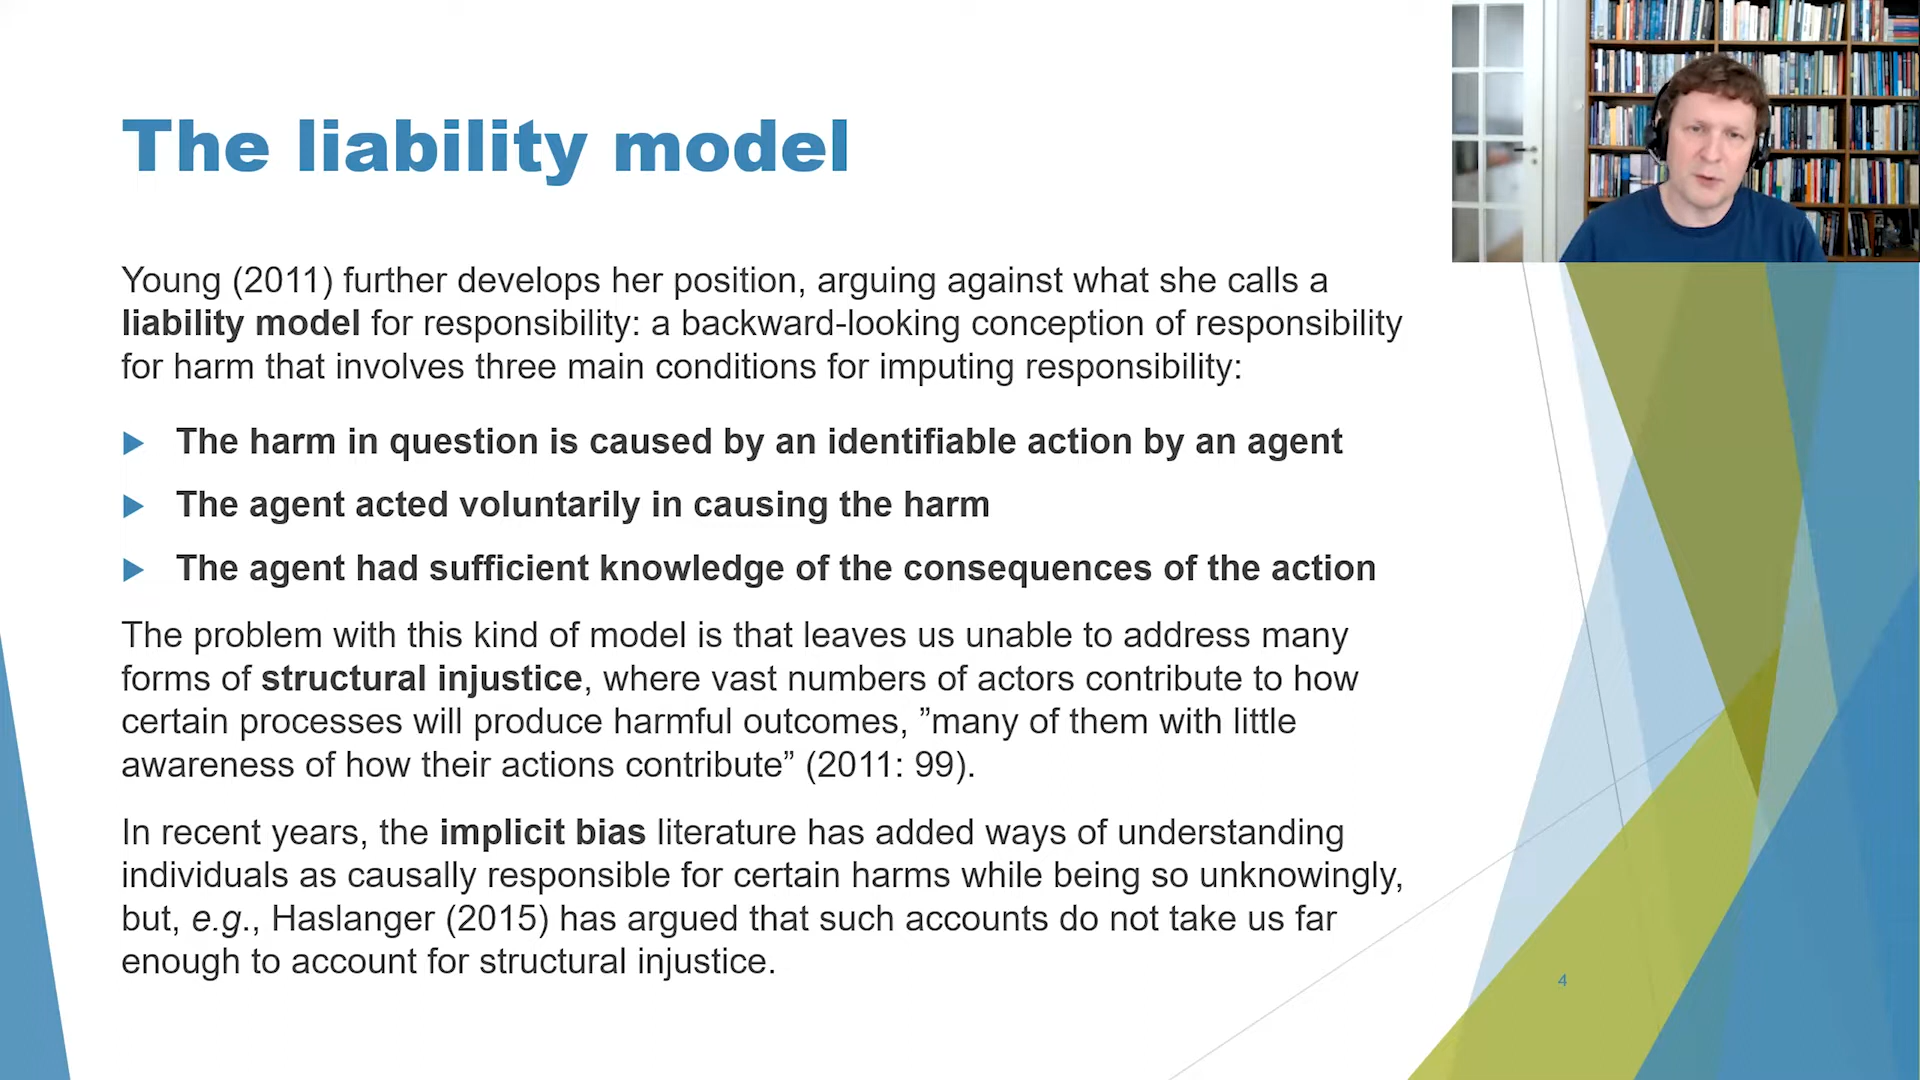 The liability model
Young (2011) further develops her position, arguing against what she calls a
liability model for responsibility: a backward-looking conception of responsibility
for harm that involves three main conditions for imputing responsibility:
The harm in question is caused by an identifiable action by an agent
The agent acted voluntarily in causing the harm
The agent had sufficient knowledge of the consequences of the action
The problem with this kind of model is that leaves us unable to address many
forms of structural injustice, where vast numbers of actors contribute to how
certain processes will produce harmful outcomes, ”many of them with little
awareness of how their actions contribute” (2011: 99).
In recent years, the implicit bias literature has added ways of understanding
individuals as causally responsible for certain harms while being so unknowingly,
but, e.g., Haslanger (2015) has argued that such accounts do not take us far
enough to account for structural injustice.
4